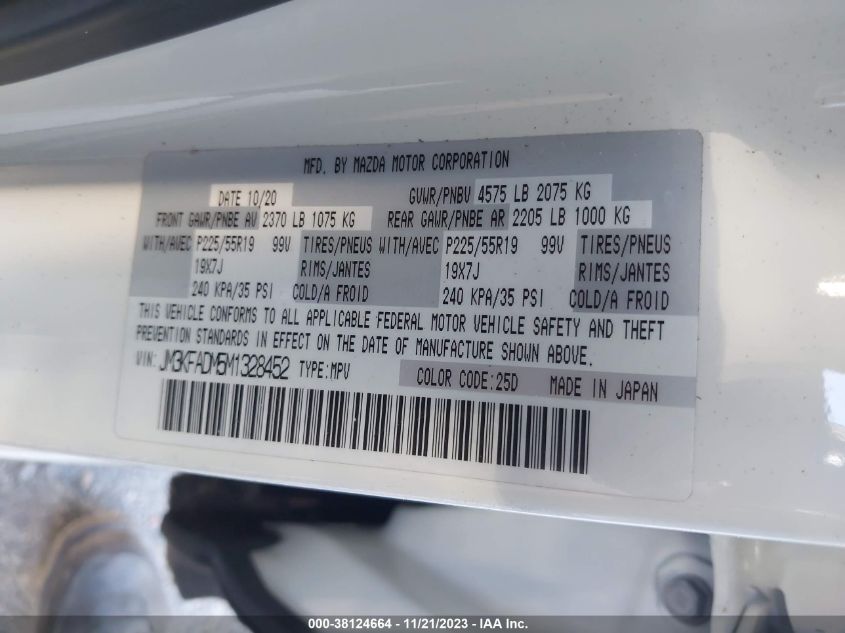 MFD. BY MAZDA MOTOR CORPORATION
DATE 10/20 GVWR/PNBV 4575 LB 2075 KG
FRONT GAWR/PNBE AV 2370 LB 1075 KG REAR GAWR/PNBE AR 2205 LB 1000 KG
WITH/AVEC P225/55R19 99V TIRES/PNEUS WITH/AVEC P225/55R19 99V TIRES/PNEUS
19X7J RIMS/JANTES 19X7J RIMS/JANTES
240 KPA/35 PSI COLD/A FROID 240 KPA/35 PSI COLD/A FROID
THIS VEHICLE CONFORMS TO ALL APPLICABLE FEDERAL MOTOR VEHICLE SAFETY AND THEFT
PREVENTION STANDARDS IN EFFECT ON THE DATE OF MANUFACTURE SHOWN ABOVE.
VIN: JM3KFADM5M1328452 TYPE:MPV COLOR CODE:25D MADE IN JAPAN
000-38124664 - 11/21/2023 - IAA Inc.